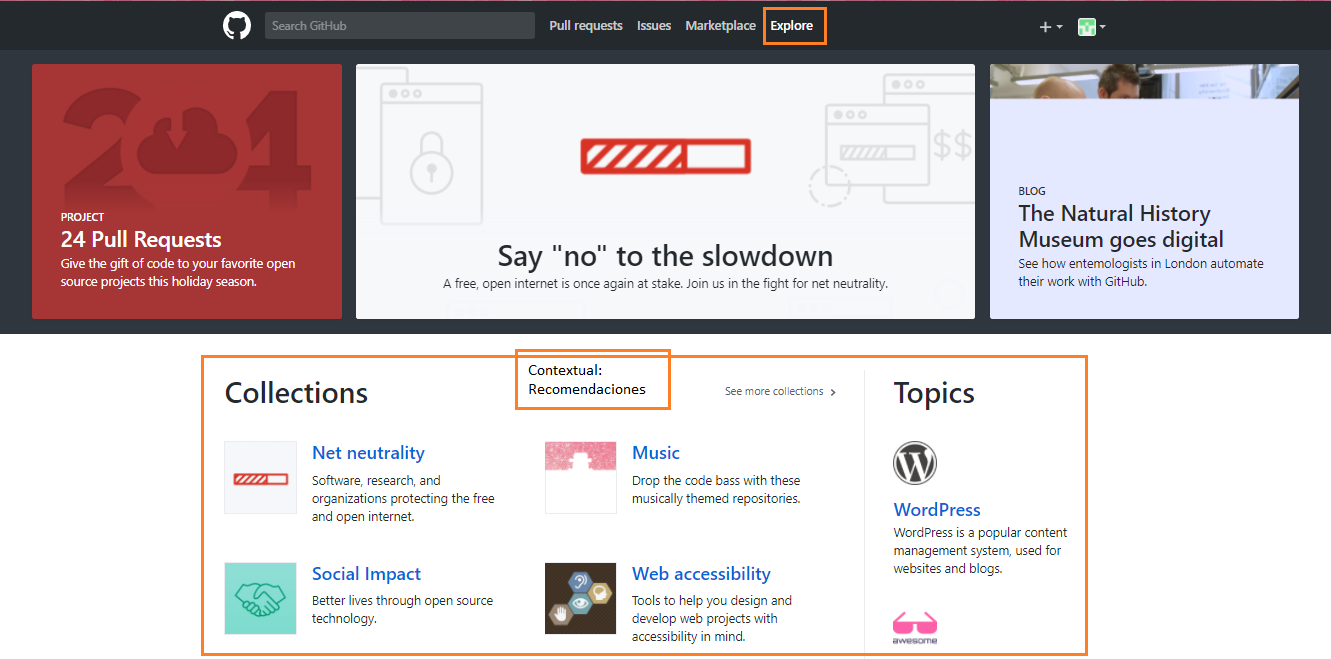 Search GitHub
Pull requests
Issues
Marketplace
Explore
24
PROJECT
24 Pull Requests
Give the gift of code to your favorite open
source projects this holiday season.
$$
Say "no" to the slowdown
A free, open internet is once again at stake. Join us in the fight for net neutrality.
BLOG
The Natural History
Museum goes digital
See how entemologists in London automate
their work with GitHub.
Collections
Contextual:
Recomendaciones
See more collections
Net neutrality
Software, research, and
organizations protecting the free
and open internet.
Music
Drop the code bass with these
musically themed repositories.
Social Impact
Better lives through open source
technology.
Web accessibility
Tools to help you design and
develop web projects with
accessibility in mind.
Topics
W
WordPress
WordPress is a popular content
management system, used for
websites and blogs.
awesome